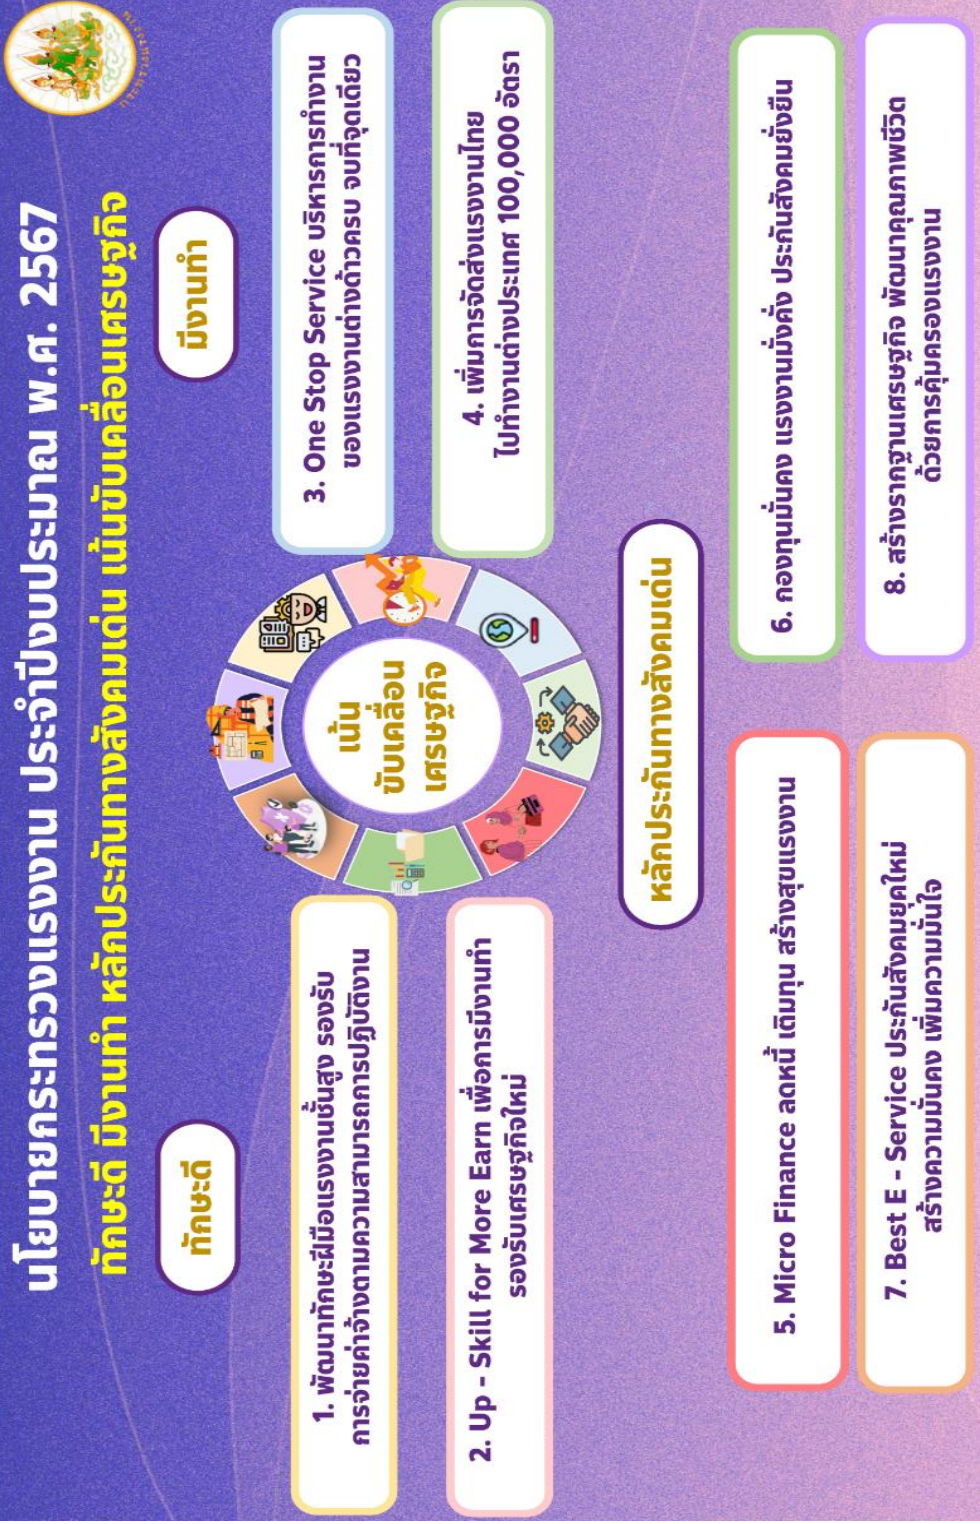 นโยบายกระทรวงแรงงาน ประจำปีงบประมาณ พ.ศ. 2567
ทักษะดี มีงานทำ หลักประกันทางสังคมเด่น เน้นขับเคลื่อนเศรษฐกิจ
ทักษะดี
1. พัฒนาทักษะฝีมือแรงงานชั้นสูง รองรับ
การจ่ายค่าจ้างตามความสามารถการปฏิบัติงาน
2. Up - Skill for More Earn เพื่อการมีงานทำ
รองรับเศรษฐกิจใหม่
เน้น
ขับเคลื่อน
เศรษฐกิจ
มีงานทำ
3. One Stop Service บริหารการทำงาน
ของแรงงานต่างด้าวครบ จบที่จุดเดียว
4. เพิ่มการจัดส่งแรงงานไทย
ไปทำงานต่างประเทศ 100,000 อัตรา
หลักประกันทางสังคมเด่น
5. Micro Finance ลดหนี้ เติมทุน สร้างสุขแรงงาน
6. กองทุนมั่นคง แรงงานมั่งคั่ง ประกันสังคมยั่งยืน
7. Best E - Service ประกันสังคมยุคใหม่
สร้างความมั่นคง เพิ่มความมั่นใจ
8. สร้างรากฐานเศรษฐกิจ พัฒนาคุณภาพชีวิต
ด้วยการคุ้มครองแรงงาน